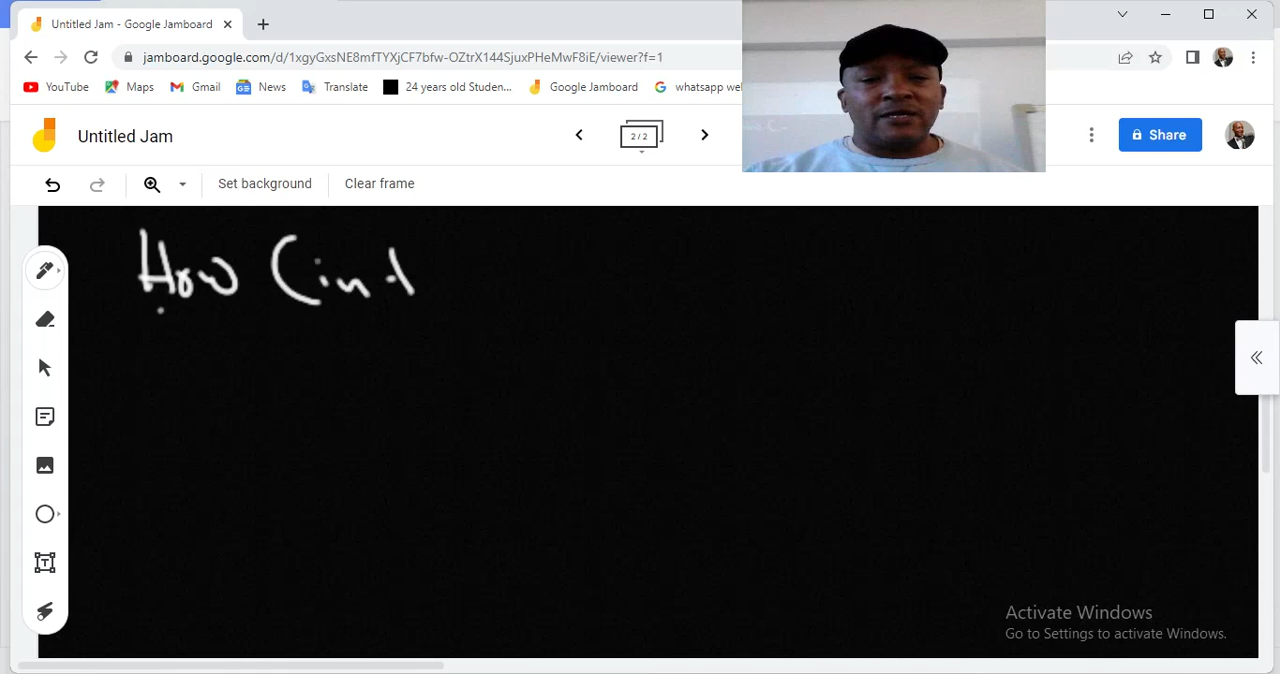 Untitled Jam - Google Jamboard
jamboard.google.com/d/1xgyGxsNE8mfTYXjCF7bfw-OZtrX144SjuxPHeMwF8iE/viewer?f=1
YouTube Maps Gmail News Translate 24 years old Studen... Google Jamboard whatsapp wel
Untitled Jam 2/2 Share
Set background Clear frame
How
Activate Windows
Go to Settings to activate Windows.